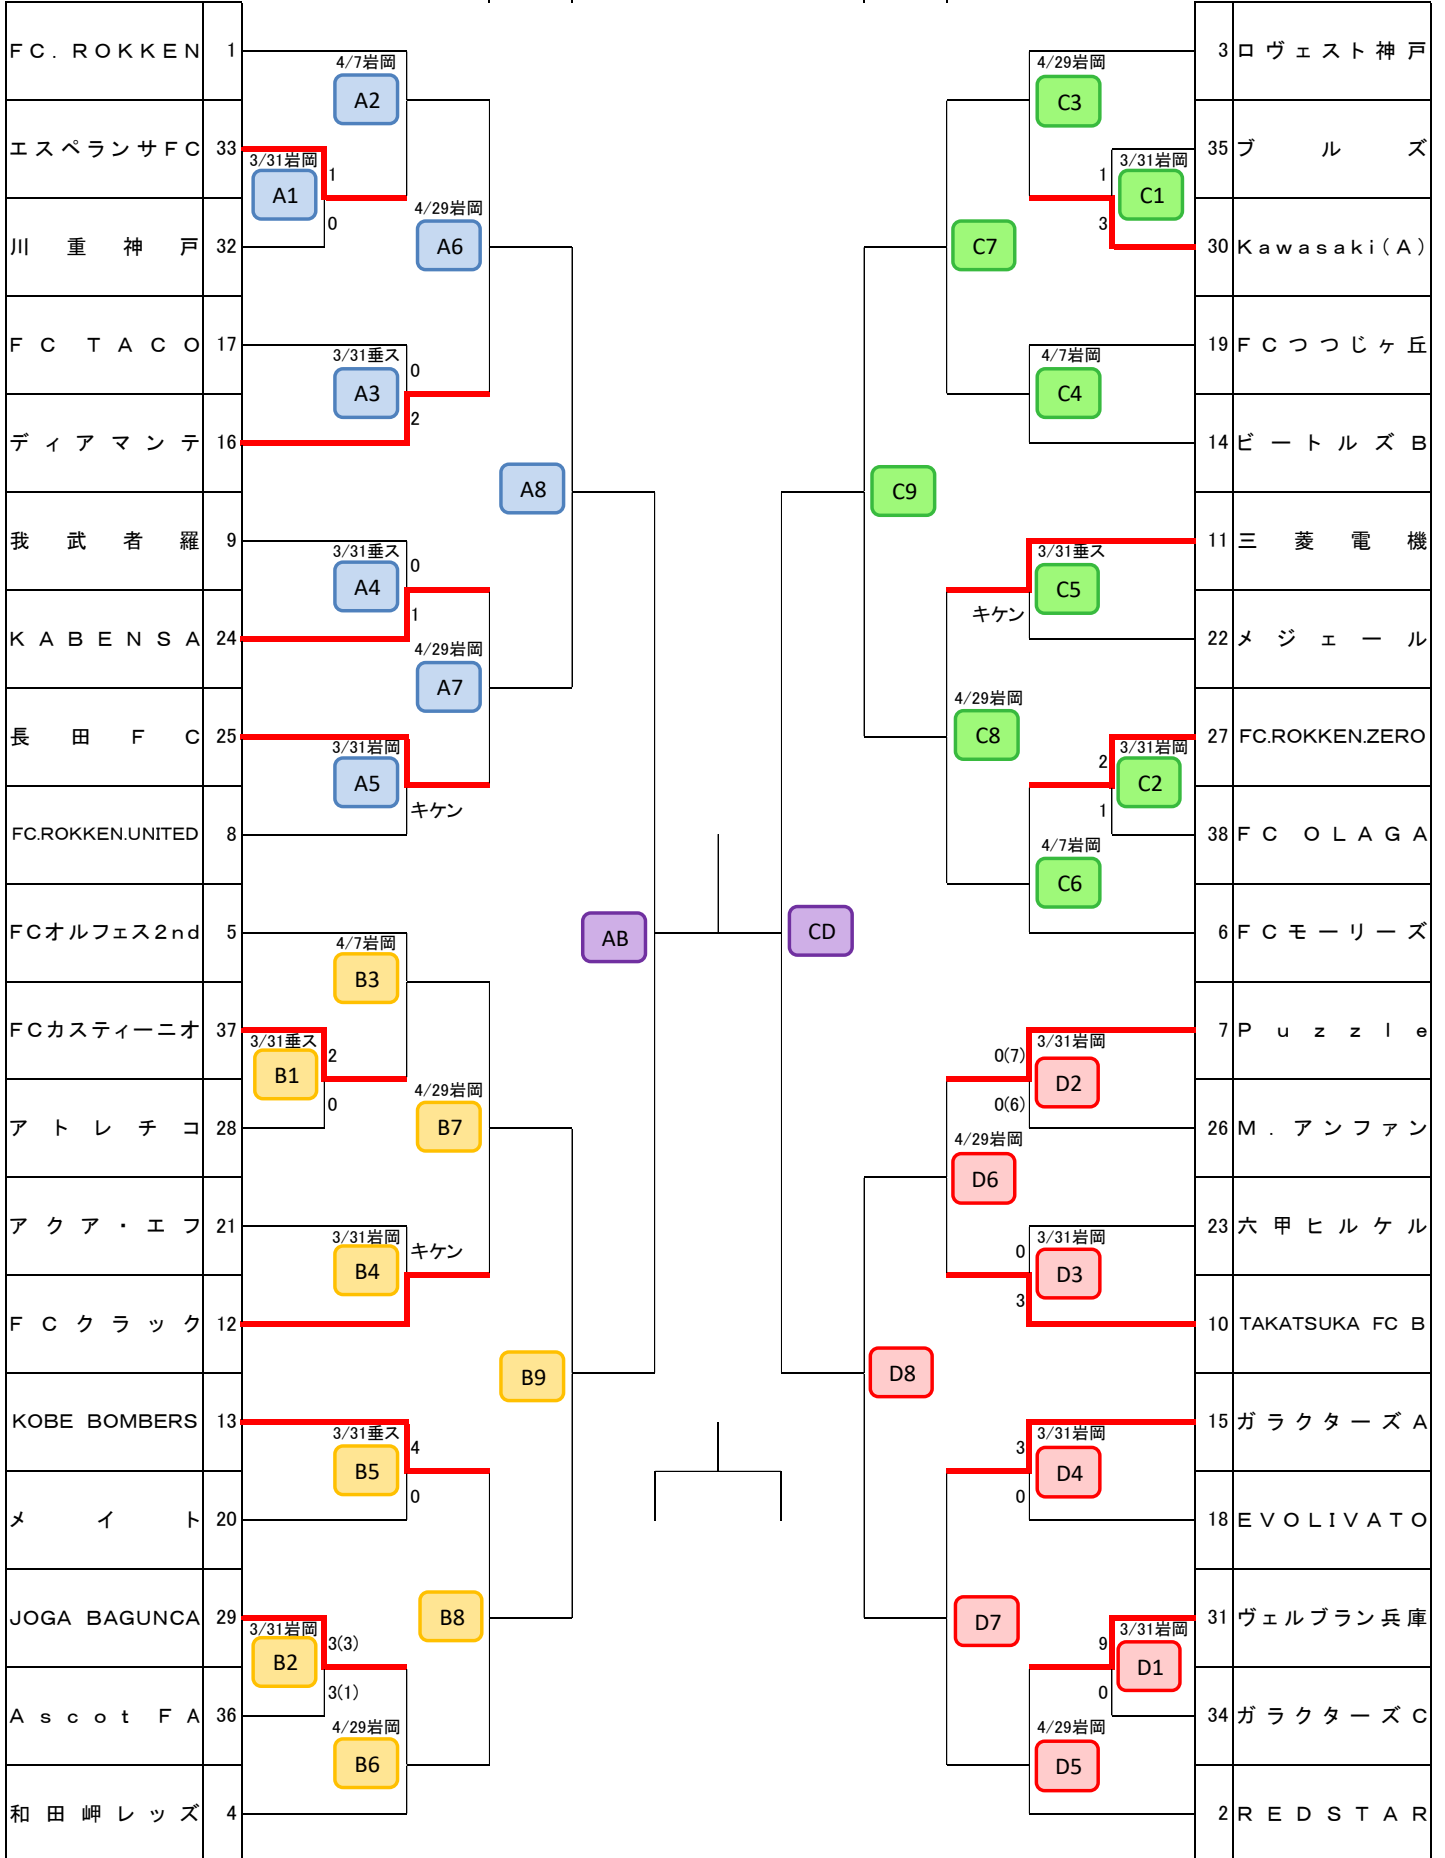 FC. ROKKEN 1
4/7岩岡
A2
エスペランサFC 33
3/31岩岡
A1
1
0
川重神戸 32
4/29岩岡
A6
FC TACO 17
3/31垂ス
A3
0
2
ディアマンテ 16
A8
我武者羅 9
3/31垂ス
A4
0
1
KABENSA 24
4/29岩岡
A7
長田FC 25
3/31岩岡
A5
キケン
FC.ROKKEN.UNITED 8
FCオルフェス2nd 5
4/7岩岡
B3
FCカスティーニオ 37
3/31垂ス
B1
2
0
アトレチコ 28
4/29岩岡
B7
アクア・エフ 21
3/31岩岡
B4
キケン
FCクラック 12
B9
KOBE BOMBERS 13
3/31垂ス
B5
4
0
メイト 20
B8
JOGA BAGUNCA 29
3/31岩岡
B2
3(3)
3(1)
Ascot FA 36
4/29岩岡
B6
和田岬レッズ 4
AB
CD
3 ロヴェスト神戸
4/29岩岡
C3
35 ブルズ
3/31岩岡
C1
1
3
30 Kawasaki(A)
C7
19 FCつつじヶ丘
4/7岩岡
C4
14 ビートルズB
C9
11 三菱電機
3/31垂ス
C5
キケン
22 メジェール
4/29岩岡
C8
27 FC.ROKKEN.ZERO
3/31岩岡
C2
2
1
38 FC OLAGA
4/7岩岡
C6
6 FCモーリーズ
7 Puzzle
3/31岩岡
D2
0(7)
0(6)
26 M.アンファン
4/29岩岡
D6
23 六甲ヒルケル
3/31岩岡
D3
0
3
10 TAKATSUKA FC B
D8
15 ガラクターズA
3/31岩岡
D4
3
0
18 EVOLIVATO
D7
31 ヴェルブラン兵庫
3/31岩岡
D1
9
0
34 ガラクターズC
4/29岩岡
D5
2 REDSTAR